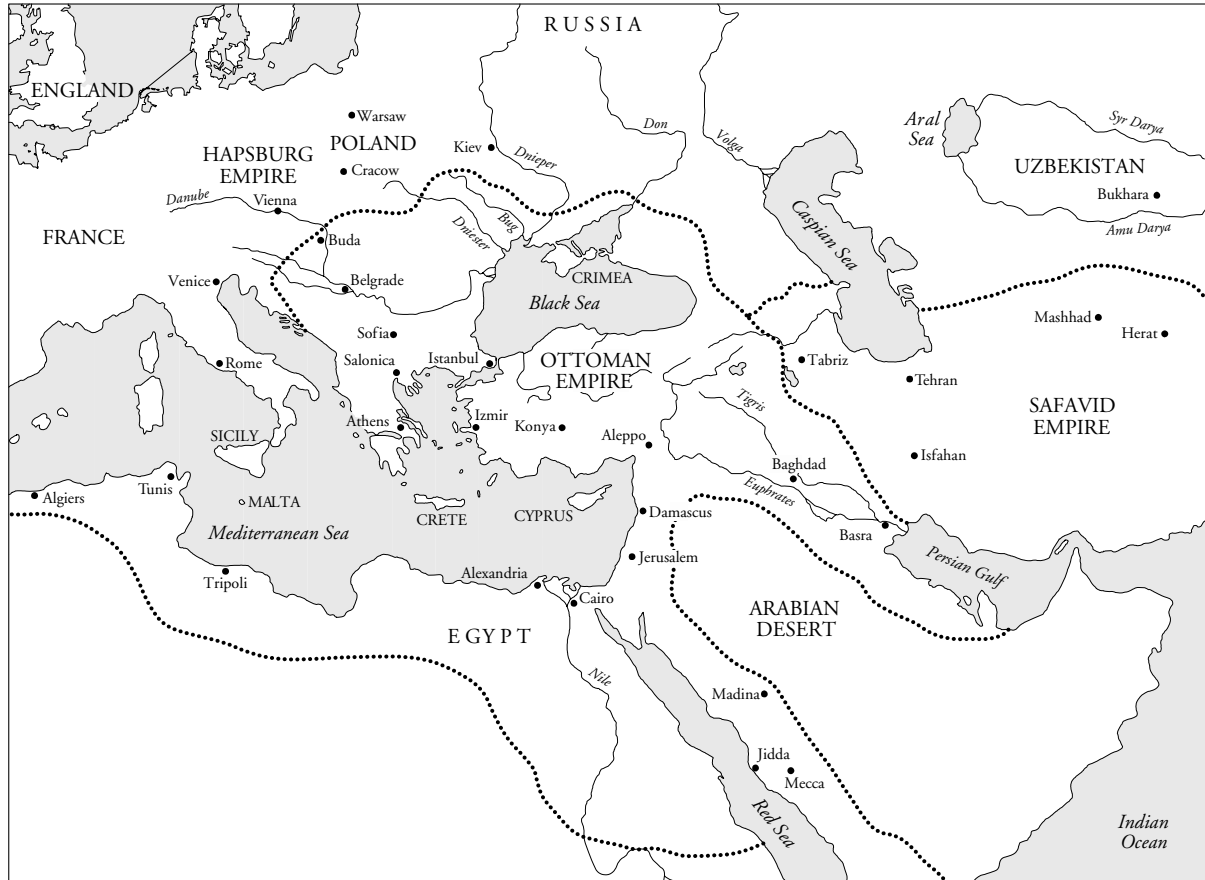 RUSSIA
ENGLAND
Warsaw
POLAND
HAPSBURG
EMPIRE
Cracow
Kiev
Dnieper
Don
Volga
Aral
Sea
Syr Darya
UZBEKISTAN
Bukhara
Amu Darya
Danube
Vienna
FRANCE
Buda
Dniester
Bug
Caspian Sea
Venice
Belgrade
CRIMEA
Black Sea
Mashhad
Herat
Sofia
Rome
Salonica
Istanbul
OTTOMAN
EMPIRE
Tabriz
Tehran
SAFAVID
EMPIRE
Tigris
SICILY
Athens
Izmir
Konya
Aleppo
Isfahan
Baghdad
Euphrates
Algiers
Tunis
MALTA
CRETE
CYPRUS
Damascus
Basra
Mediterranean Sea
Persian Gulf
Jerusalem
Tripoli
Alexandria
Cairo
EGYPT
ARABIAN
DESERT
Nile
Madina
Jidda
Mecca
Red Sea
Indian
Ocean